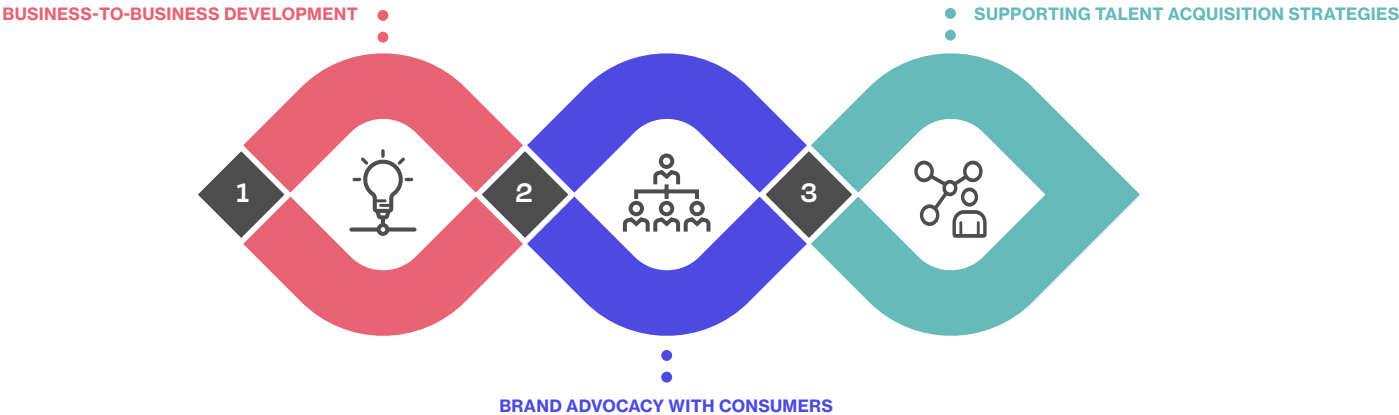 BUSINESS-TO-BUSINESS DEVELOPMENT
SUPPORTING TALENT ACQUISITION STRATEGIES
1
2
3
BRAND ADVOCACY WITH CONSUMERS